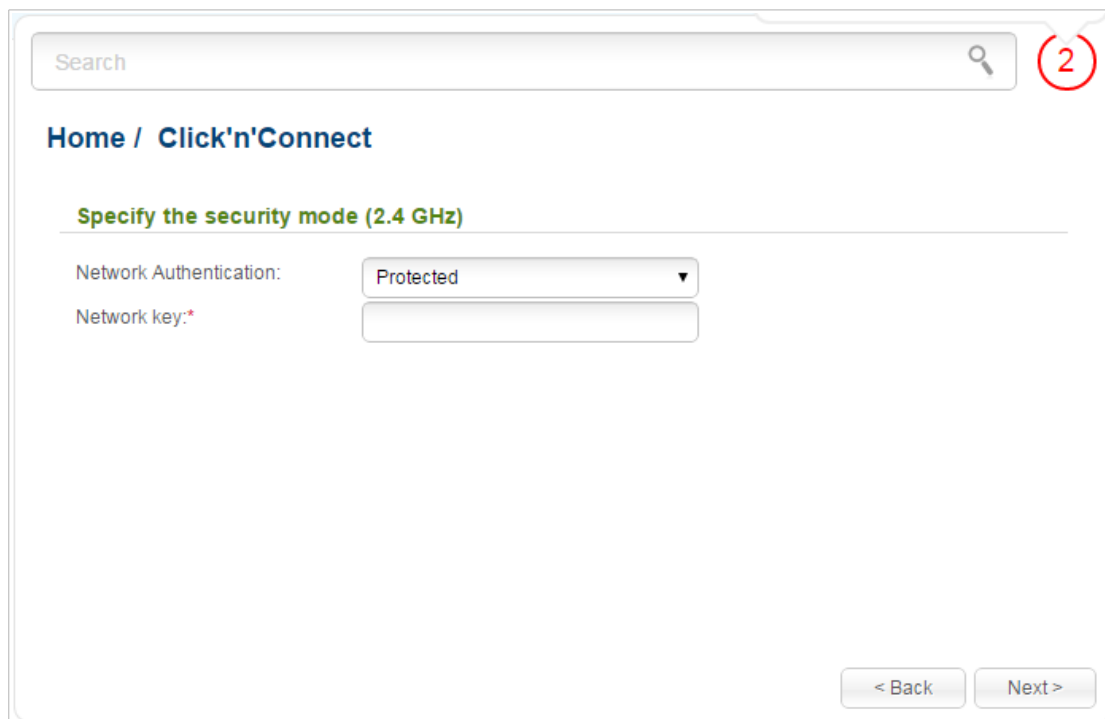 Search
2
Home / Click'n'Connect
Specify the security mode (2.4 GHz)
Network Authentication: Protected
Network key:*
< Back Next >